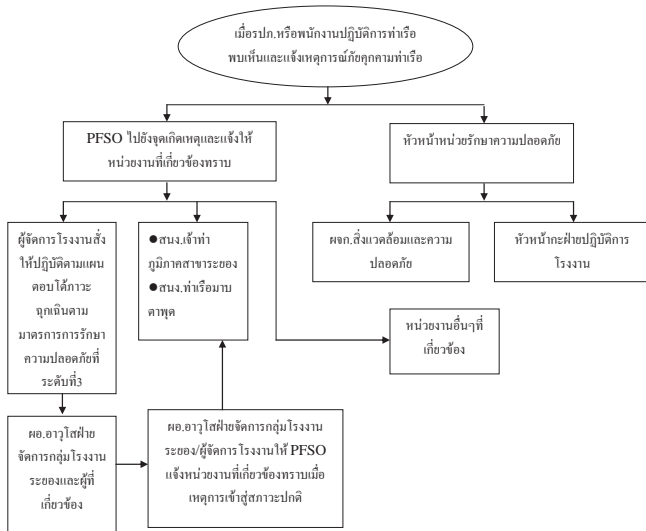 เมื่อรปภ.หรือพนักงานปฏิบัติการท่าเรือ
พบเห็นและแจ้งเหตุการณ์ภัยคุกคามท่าเรือ
PFSO ไปยังจุดเกิดเหตุและแจ้งให้
หน่วยงานที่เกี่ยวข้องทราบ
หัวหน้าหน่วยรักษาความปลอดภัย
ผู้จัดการโรงงานสั่ง
ให้ปฏิบัติตามแผน
ตอบโต้ภาวะ
ฉุกเฉินตาม
มาตรการการรักษา
ความปลอดภัยที่
ระดับที่3
●สนง.เจ้าท่า
ภูมิภาคสาขาระยอง
●สนง.ท่าเรือมาบ
ตาพุด
ผจก.สิ่งแวดล้อมและความ
ปลอดภัย
หัวหน้ากะฝ่ายปฏิบัติการ
โรงงาน
หน่วยงานอื่นๆที่
เกี่ยวข้อง
ผอ.อาวุโสฝ่าย
จัดการกลุ่มโรงงาน
ระยองและผู้ที่
เกี่ยวข้อง
ผอ.อาวุโสฝ่ายจัดการกลุ่มโรงงาน
ระยอง/ผู้จัดการโรงงานให้ PFSO
แจ้งหน่วยงานที่เกี่ยวข้องทราบเมื่อ
เหตุการเข้าสู่สภาวะปกติ